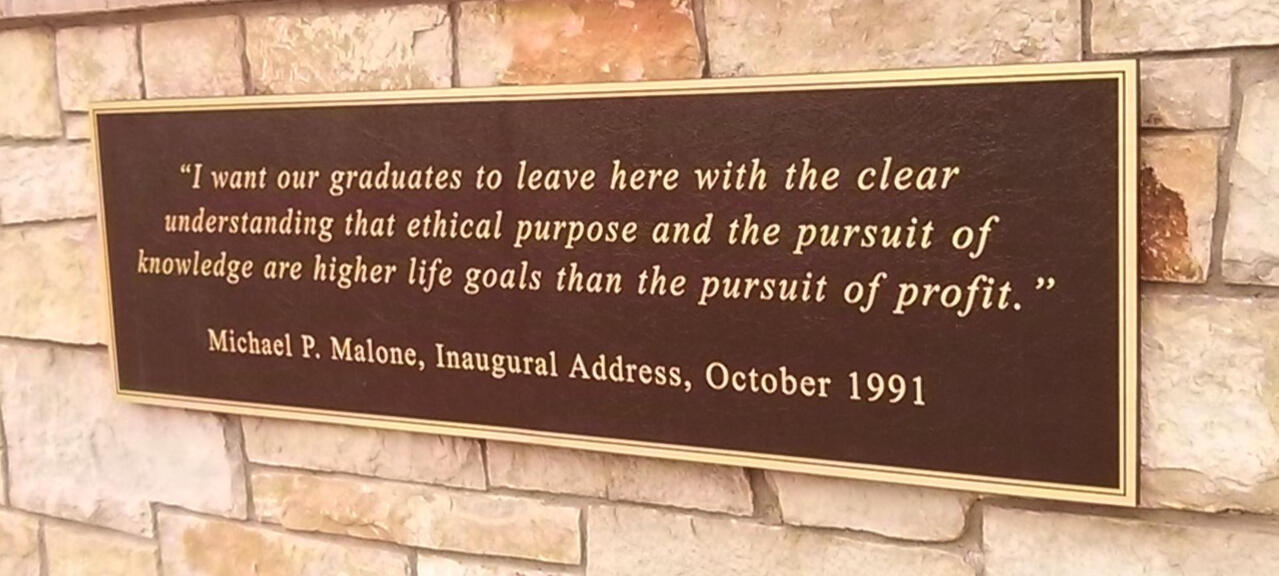 “I want our graduates to leave here with the clear
understanding that ethical purpose and the pursuit of
knowledge are higher life goals than the pursuit of profit.”
Michael P. Malone, Inaugural Address, October 1991